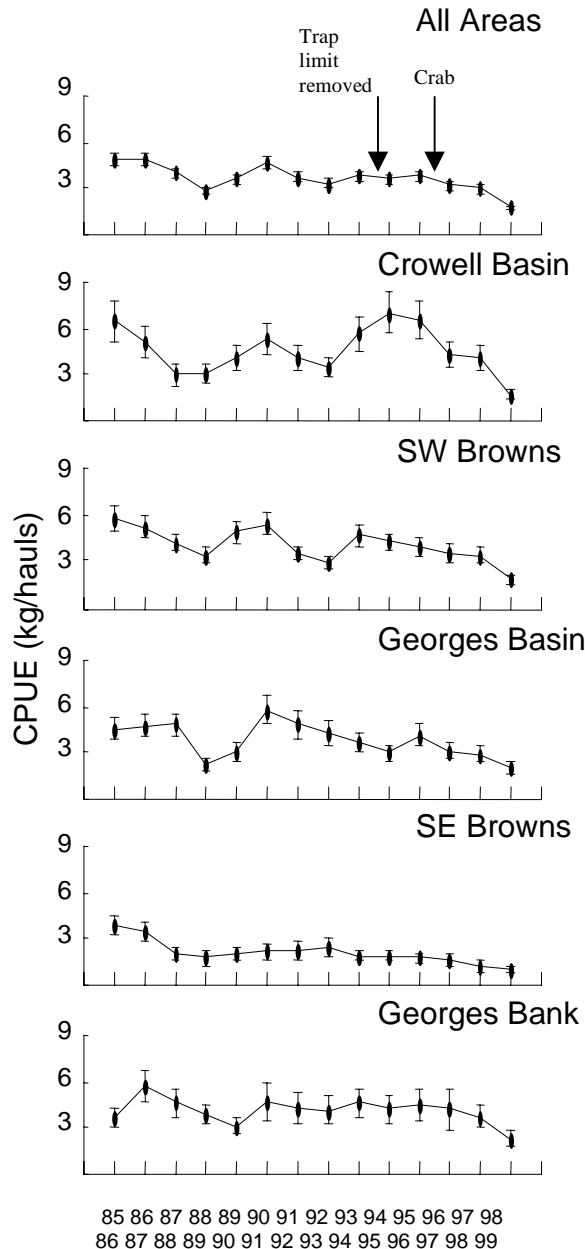 All Areas
Trap
limit
removed
Crab
9
6
3
Crowell Basin
9
6
3
SW Browns
9
6
3
CPUE (kg/hauls)
Georges Basin
9
6
3
SE Browns
9
6
3
Georges Bank
9
6
3
85 86 87 88 89 90 91 92 93 94 95 96 97 98
86 87 88 89 90 91 92 93 94 95 96 97 98 99